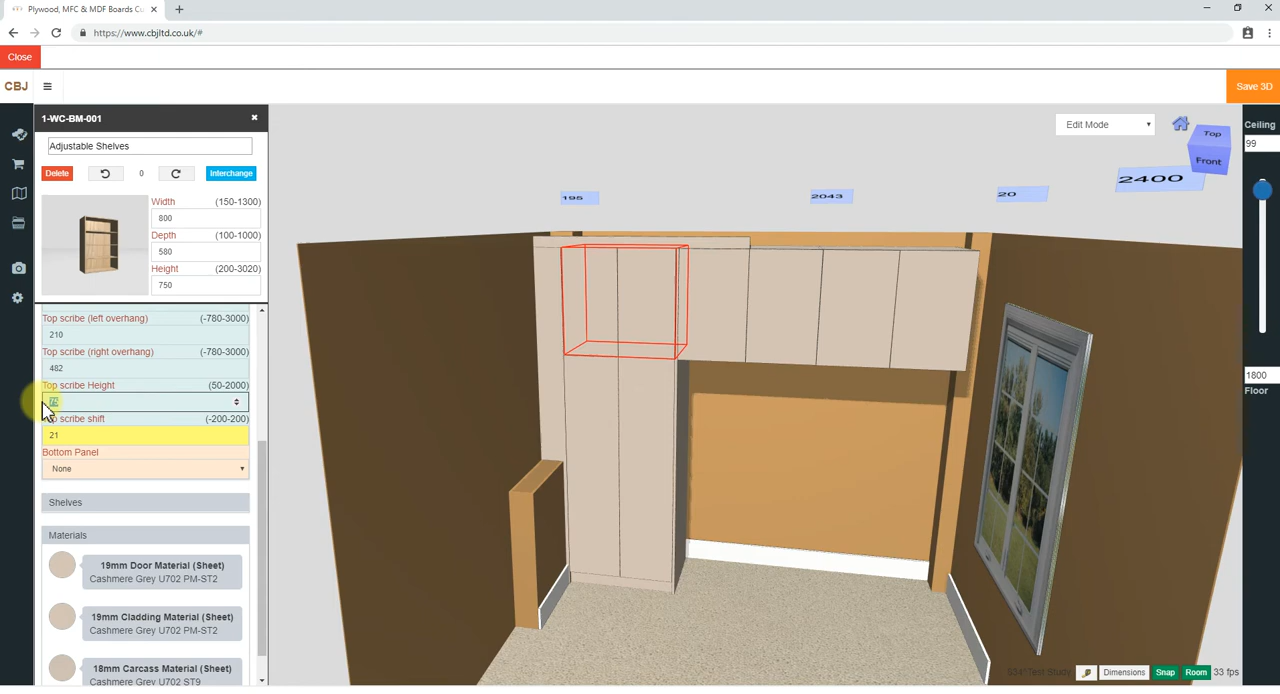 Plywood, MFC & MDF Boards Cu
https://www.cbjltd.co.uk/#
Close
CBJ
Save 3D
1-WC-BM-001
Adjustable Shelves
Delete
0
Interchange
Width (150-1300)
800
Depth (100-1000)
580
Height (200-3020)
750
Top scribe (left overhang) (-780-3000)
210
Top scribe (right overhang) (-780-3000)
482
Top scribe Height (50-2000)
scribe shift (-200-200)
21
Bottom Panel
None
Shelves
Materials
19mm Door Material (Sheet)
Cashmere Grey U702 PM-ST2
19mm Cladding Material (Sheet)
Cashmere Grey U702 PM-ST2
18mm Carcass Material (Sheet)
Cashmere Grey U702 ST9
Edit Mode
Top
Front
195
2043
20
2400
Ceiling
99
1800
Floor
Dimensions
Snap
Room
33 fps